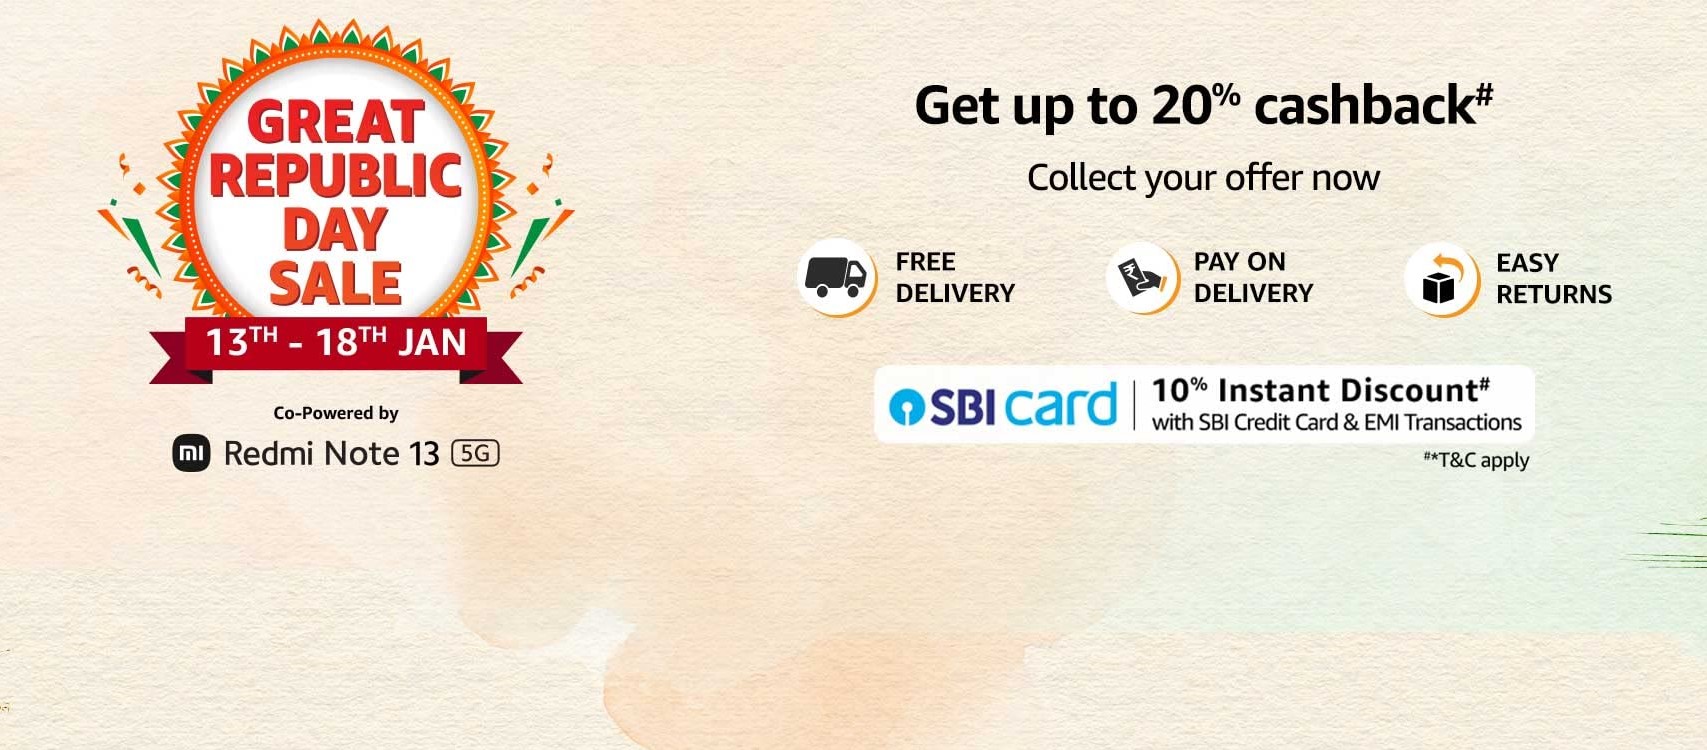 GREAT
REPUBLIC
DAY
SALE
13TH - 18TH JAN
Co-Powered by
mi Redmi Note 13 5G
Get up to 20% cashback#
Collect your offer now
FREE
DELIVERY
PAY ON
DELIVERY
EASY
RETURNS
SBI card
10% Instant Discount#
with SBI Credit Card & EMI Transactions
#*T&C apply